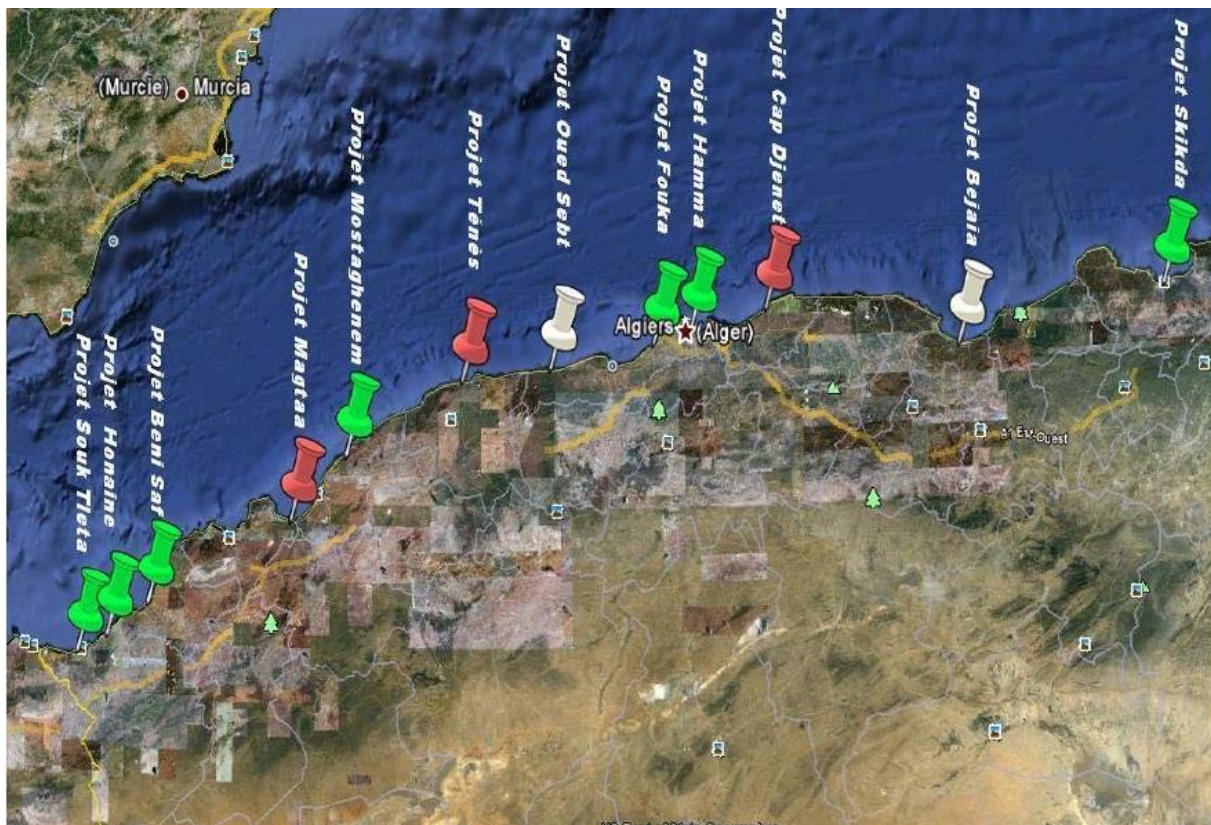 (Murcie) Murcia
Projet Souk Tleta
Projet Honaine
Projet Beni Saf
Projet Magtaa
Projet Mostaghenem
Projet Ténès
Projet Oued Sebt
Projet Fouka
Projet Hamma
Projet Cap Djenet
Projet Bejaia
Projet Skikda
Algiers (Alger)